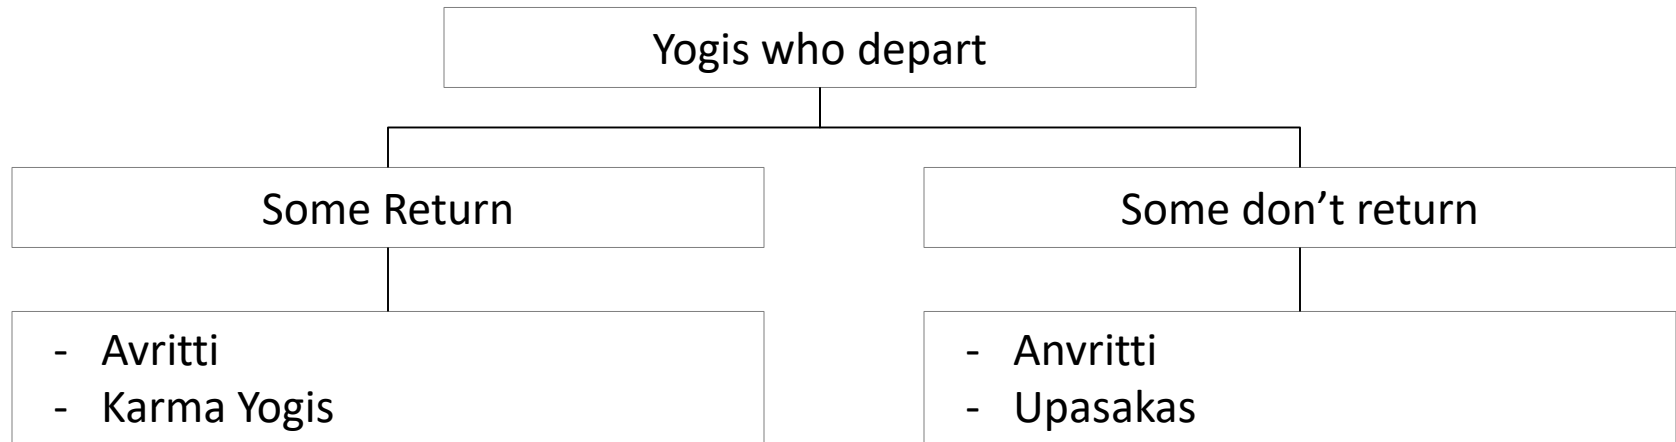 Yogis who depart
Some Return
Some don’t return
- Avritti
- Karma Yogis
- Anvritti
- Upasakas